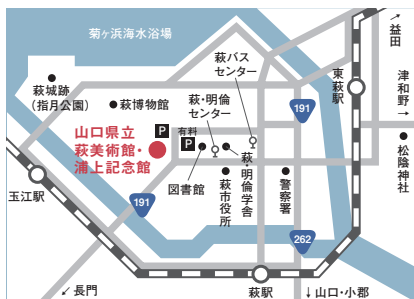 菊ヶ浜海水浴場
↗益田
萩バス
センター
東萩駅
津和野↗
萩城跡
（指月公園）
萩博物館
萩・明倫
センター
191
山口県立
萩美術館・
浦上記念館
P
有料
P
松陰神社
図書館
萩・明倫学舎
萩市役所
警察署
玉江駅
191
262
↙長門
萩駅
↓山口・小郡